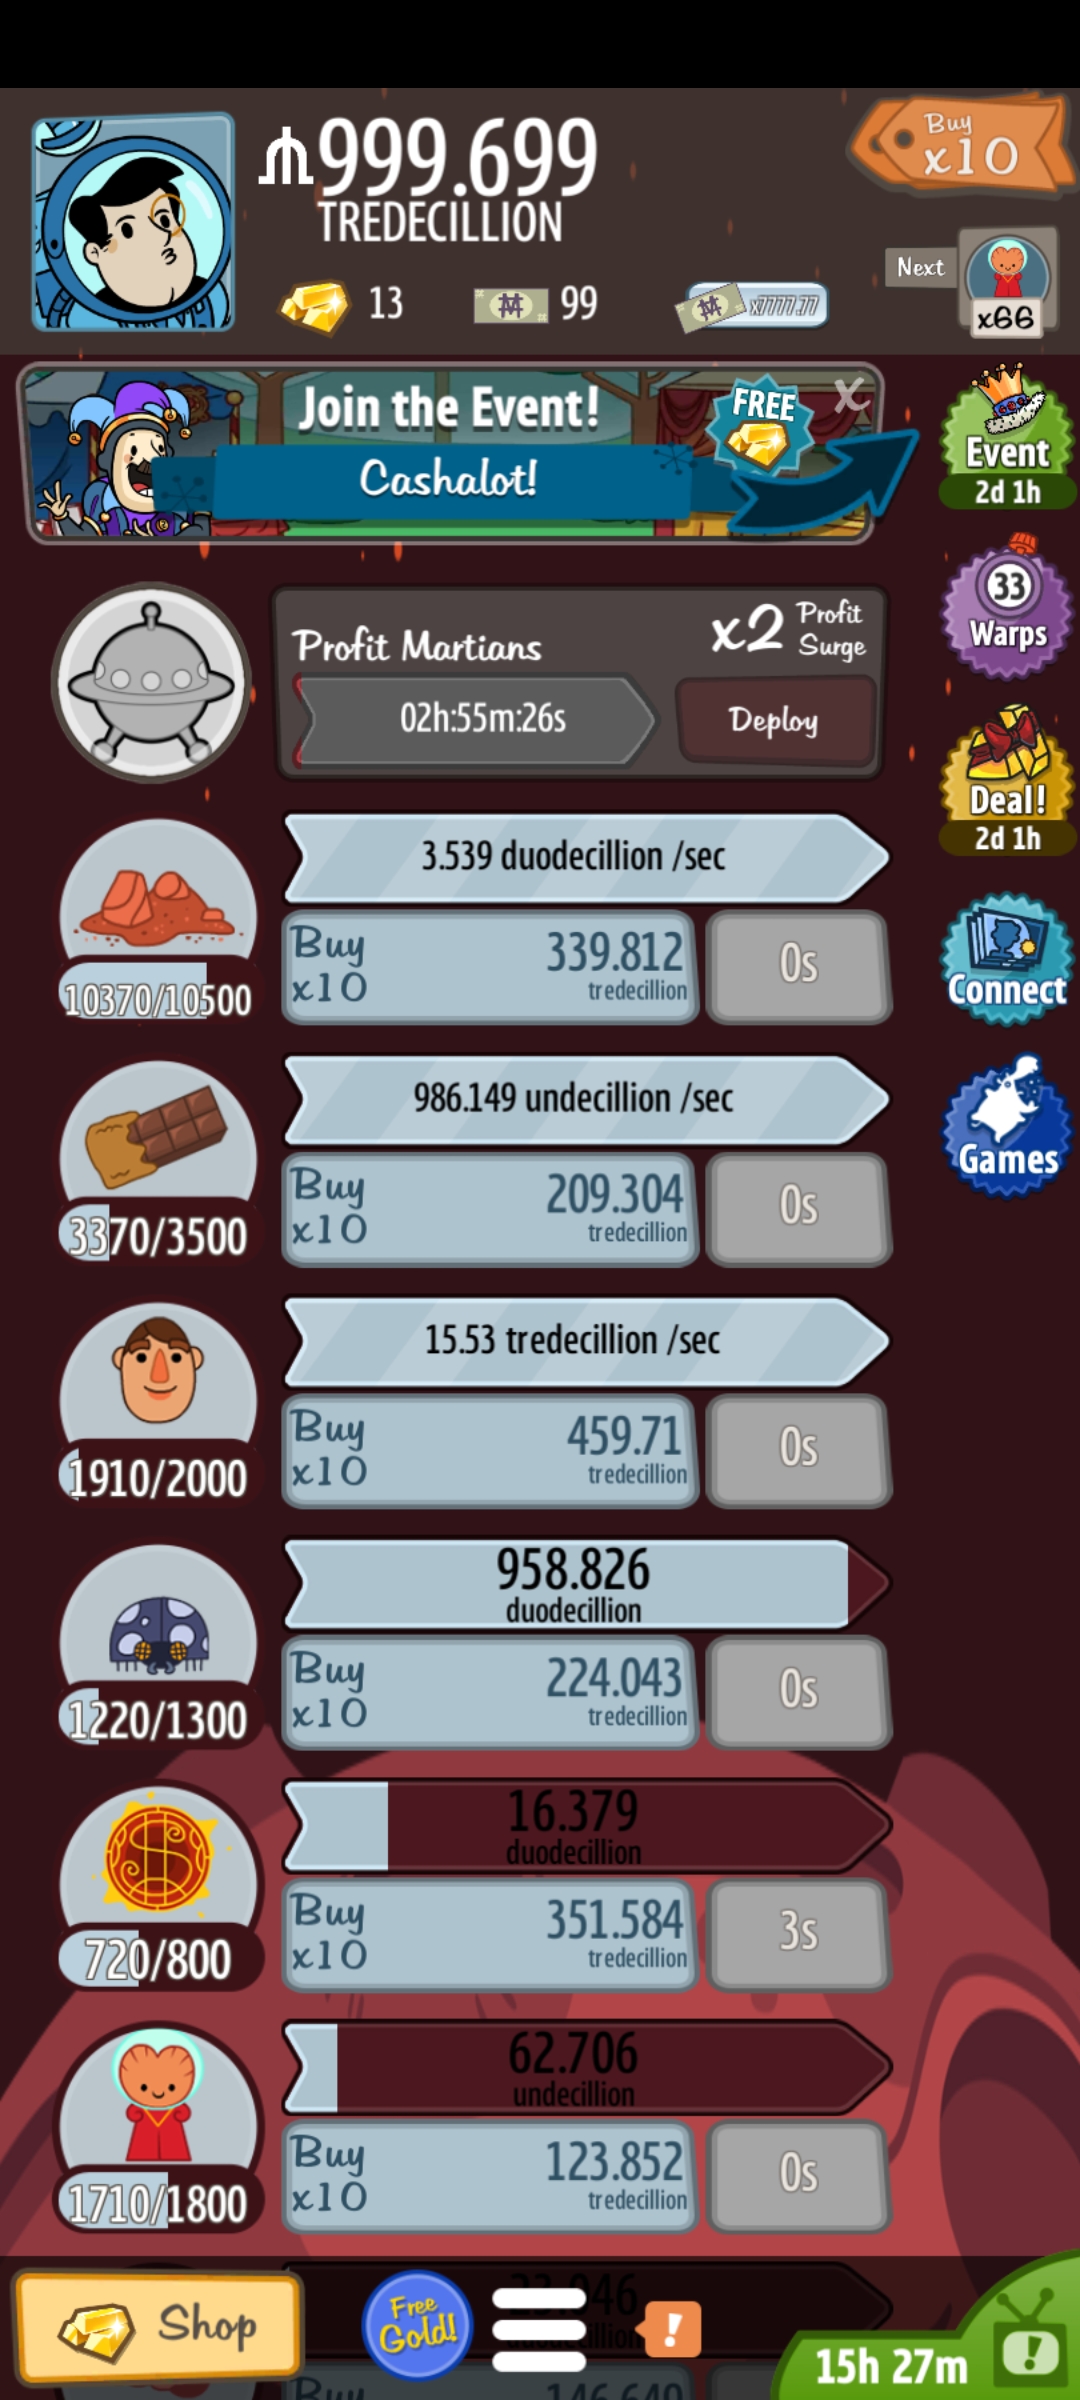 999.699
TREDECILLION
Buy
x10
13
99
x7777.77
Next
x66
Join the Event!
FREE
X
Cashalot!
Event
2d 1h
33
Warps
Profit Martians
x2 Profit
Surge
02h:55m:26s
Deploy
Deal!
2d 1h
3.539 duodecillion /sec
Buy
x10
339.812
tredecillion
0s
10370/10500
Connect
986.149 undecillion /sec
Buy
x10
209.304
tredecillion
0s
3370/3500
Games
15.53 tredecillion /sec
Buy
x10
459.71
tredecillion
0s
1910/2000
958.826
duodecillion
Buy
x10
224.043
tredecillion
0s
1220/1300
16.379
duodecillion
Buy
x10
351.584
tredecillion
3s
720/800
62.706
undecillion
Buy
x10
123.852
tredecillion
0s
1710/1800
Shop
Free
Gold!
!
!
15h 27m
Buy